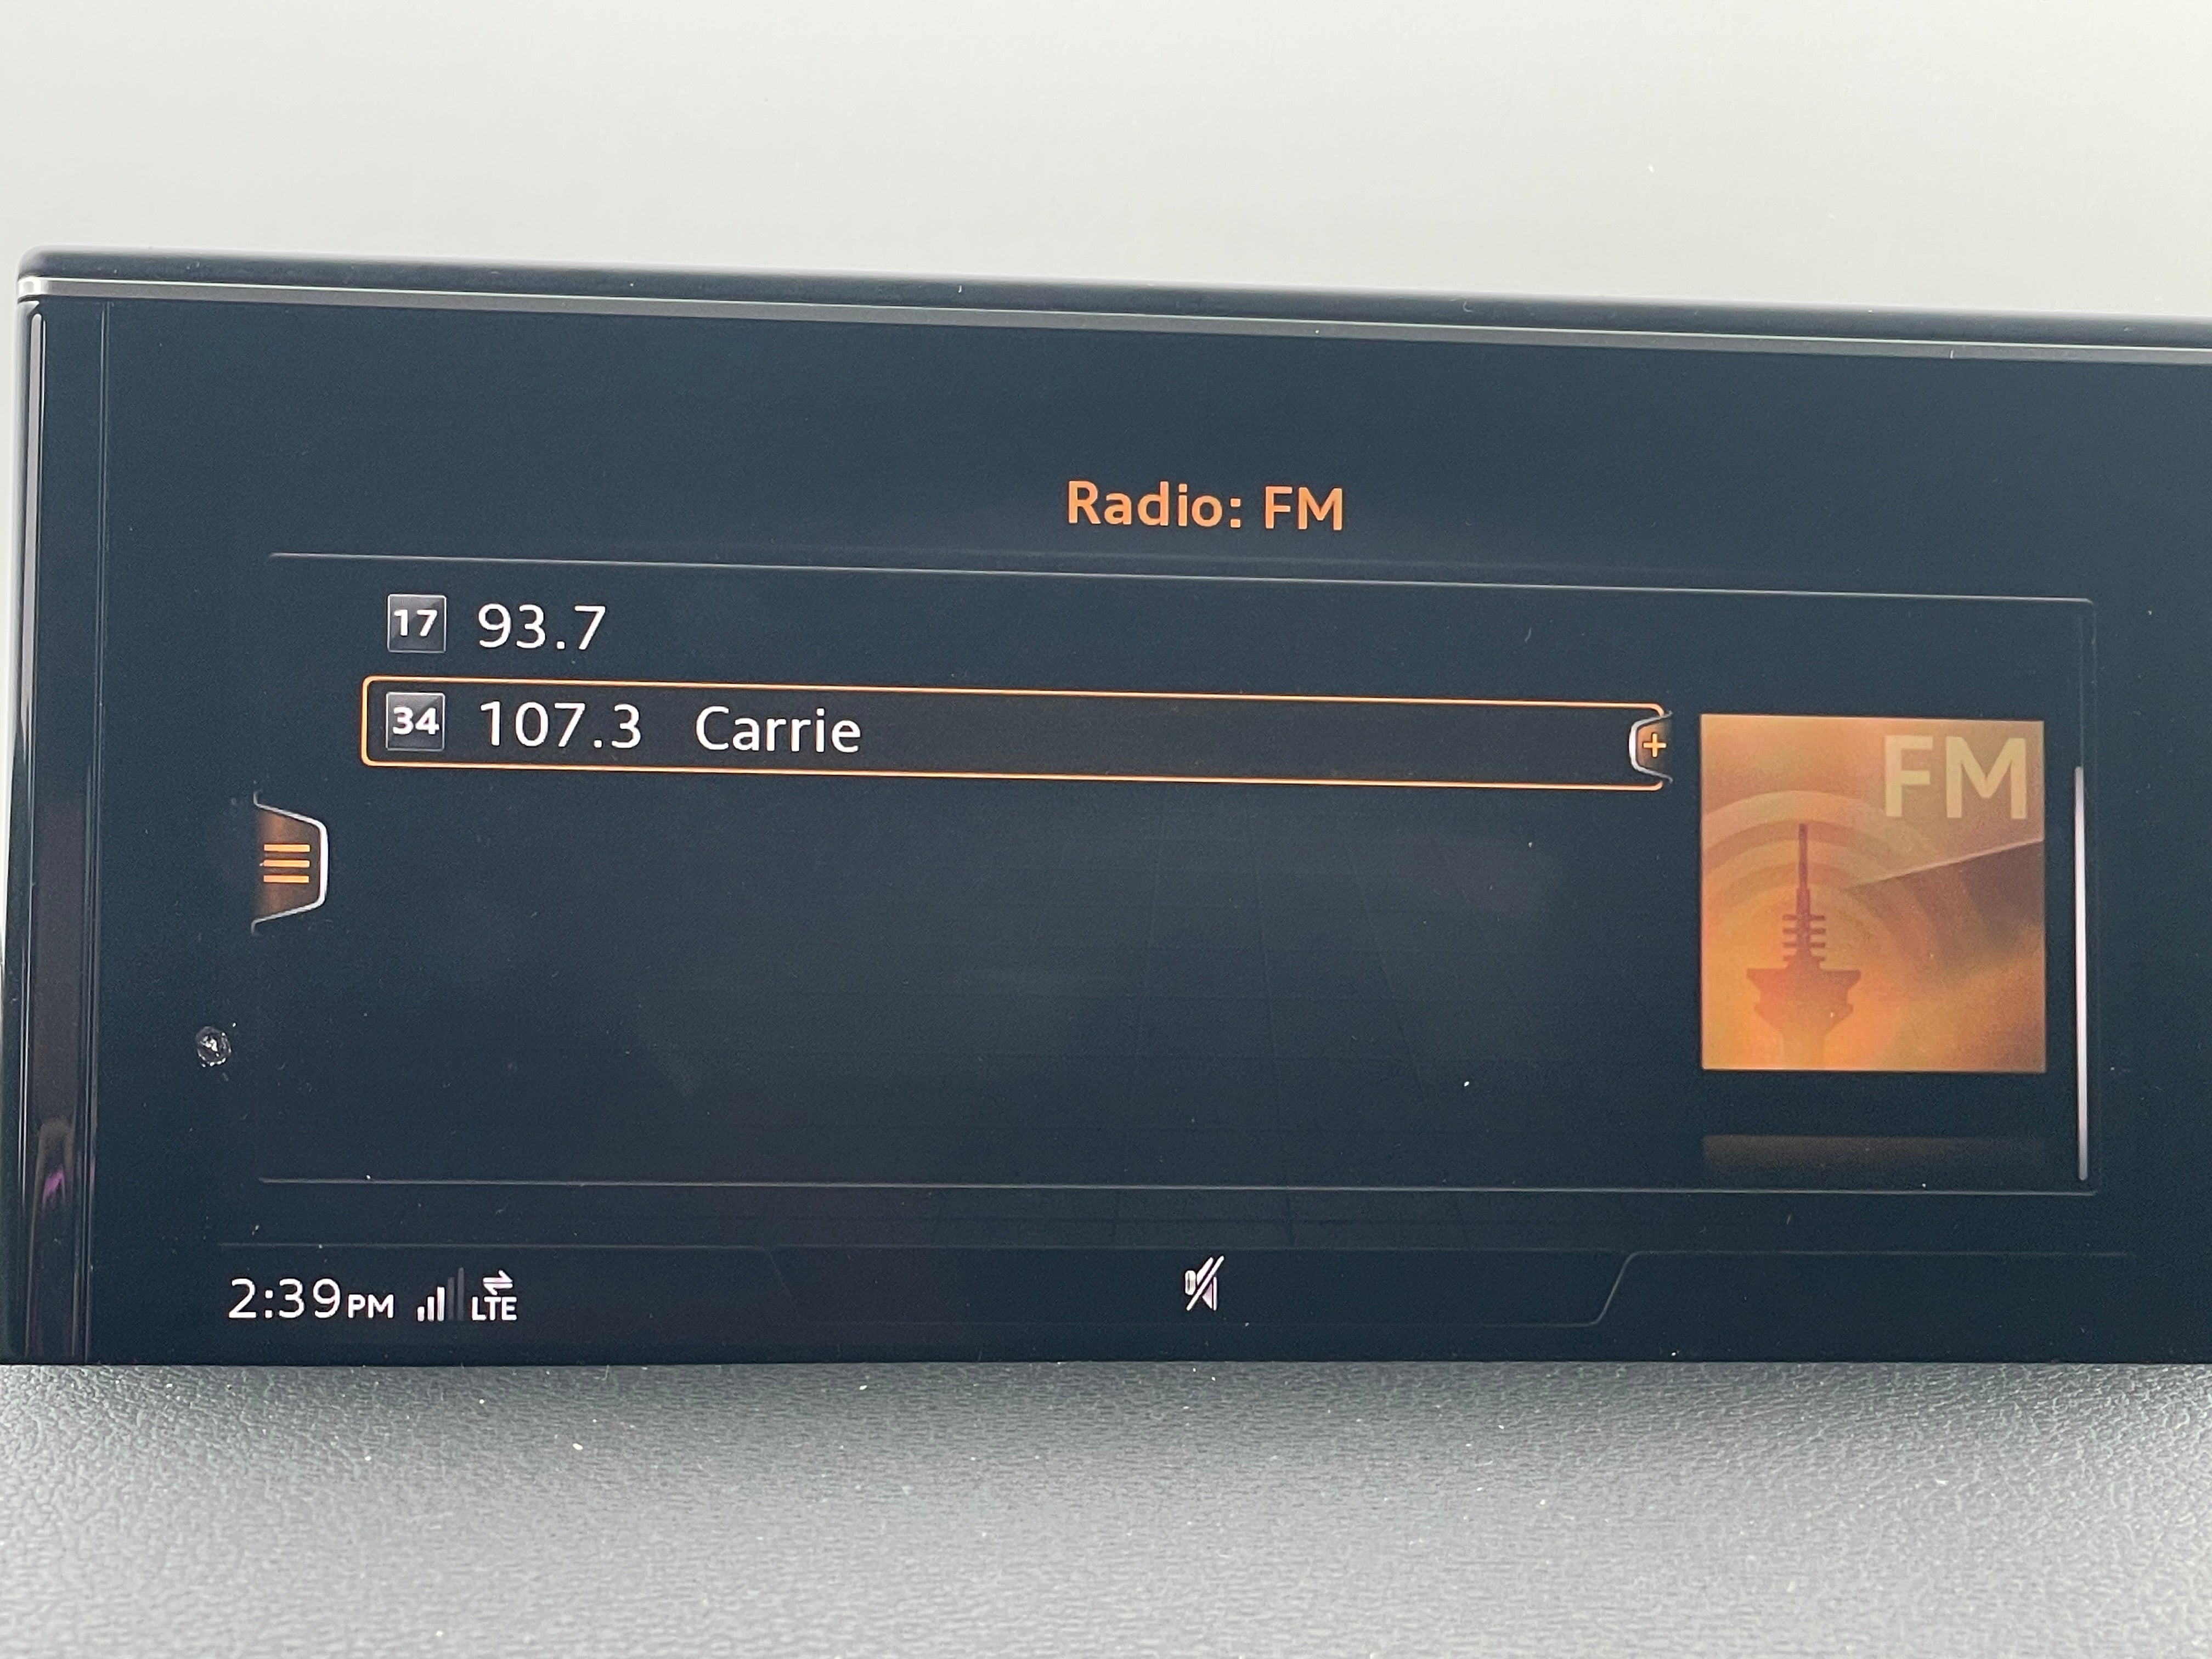 Radio: FM
17 93.7
34 107.3 Carrie
+
FM
2:39PM LTE